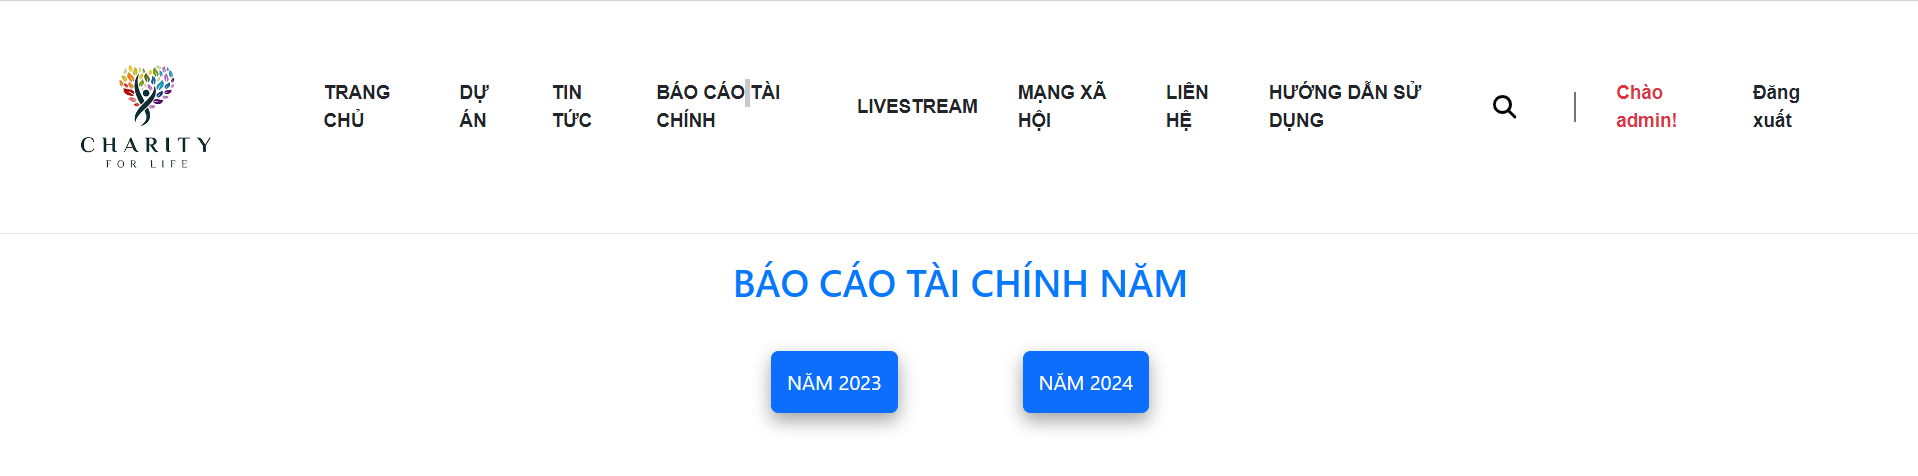 CHARITY
FOR LIFE
TRANG
CHỦ
DỰ
ÁN
TIN
TỨC
BÁO CÁO TÀI
CHÍNH
LIVESTREAM
MẠNG XÃ
HỘI
LIÊN
HỆ
HƯỚNG DẪN SỬ
DỤNG
Chào
admin!
Đăng
xuất
BÁO CÁO TÀI CHÍNH NĂM
NĂM 2023
NĂM 2024